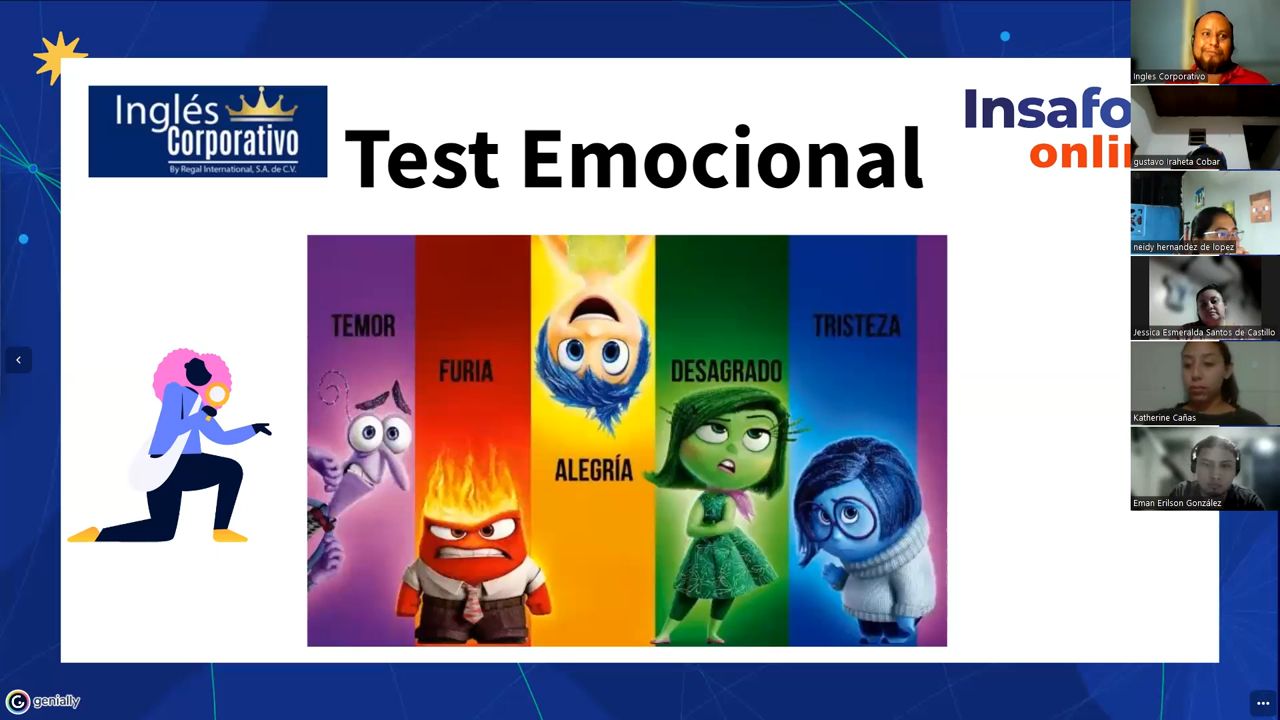 Inglés
Corporativo
By Regal International, S.A. de C.V.
Test Emocional
Insafo
onlin
TEMOR
FURIA
ALEGRÍA
DESAGRADO
TRISTEZA
Ingles Corporativo
gustavo Iraheta Cobar
neidy hernandez de lopez
Jessica Esmeralda Santos de Castillo
Katherine Cañas
Eman Erilson González
genially